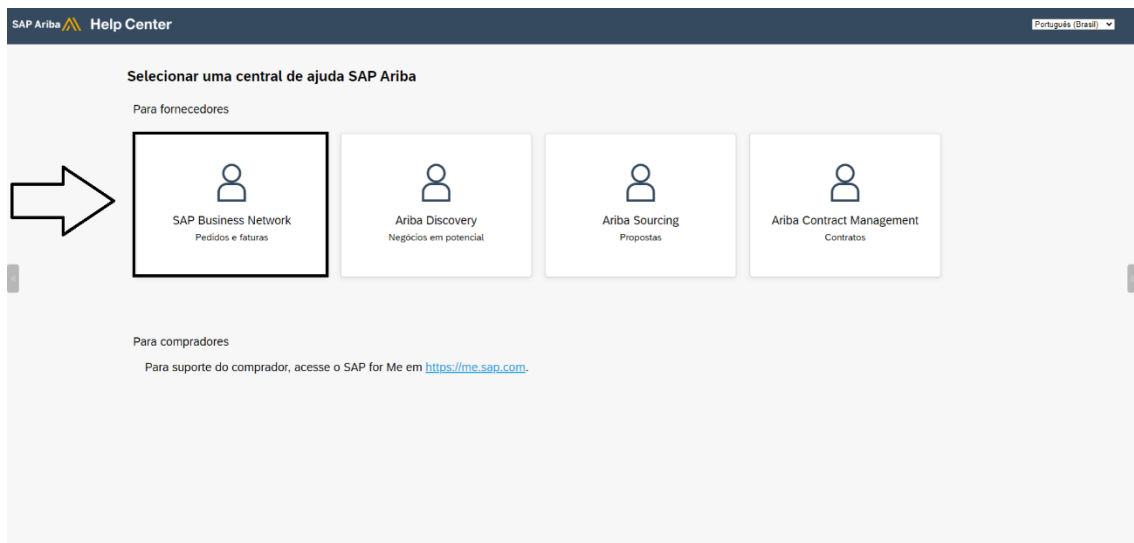 SAP Ariba Help Center
Português (Brasil)
Selecionar uma central de ajuda SAP Ariba
Para fornecedores
SAP Business Network
Pedidos e faturas
Ariba Discovery
Negócios em potencial
Ariba Sourcing
Propostas
Ariba Contract Management
Contratos
Para compradores
Para suporte do comprador, acesse o SAP for Me em https://me.sap.com.